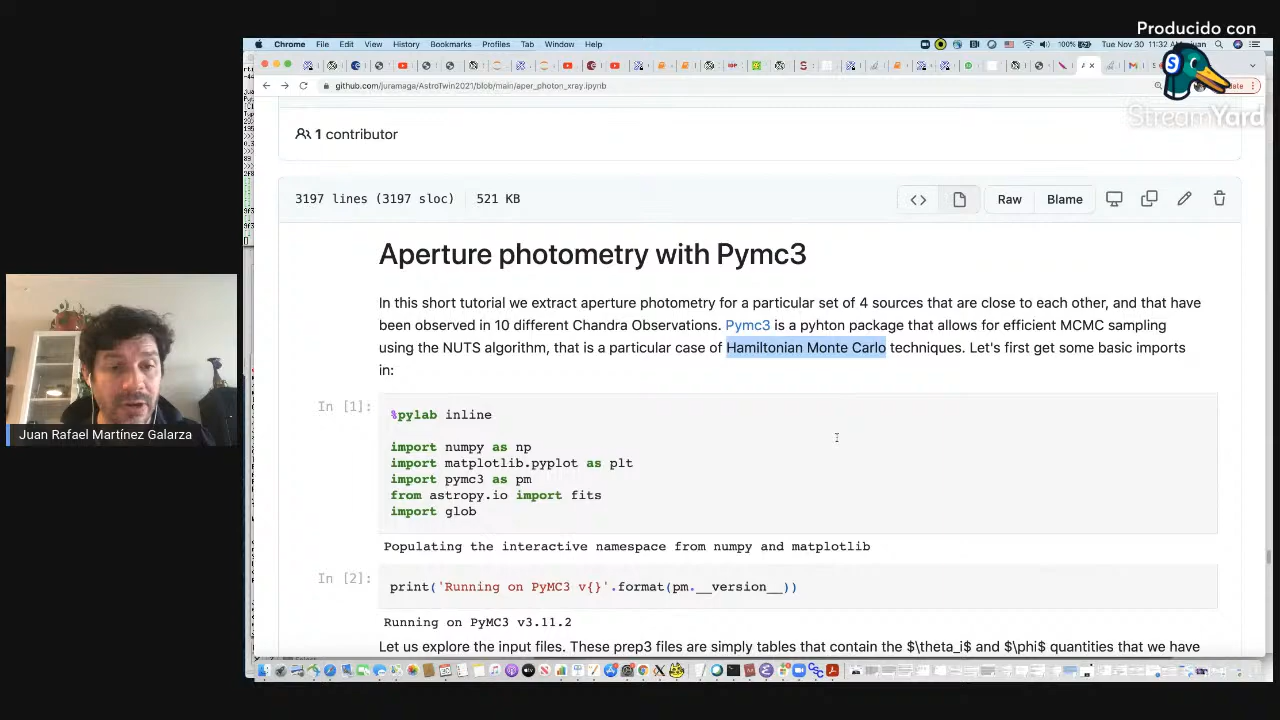 Producido con
StreamYard
Chrome File Edit View History Bookmarks Profiles Tab Window Help
100% Tue Nov 30 11:32 AM
github.com/juramaga/AstroTwin2021/blob/main/aper_photon_xray.ipynb
1 contributor
3197 lines (3197 sloc) 521 KB
Raw Blame
Aperture photometry with Pymc3
In this short tutorial we extract aperture photometry for a particular set of 4 sources that are close to each other, and that have
been observed in 10 different Chandra Observations. Pymc3 is a pyhton package that allows for efficient MCMC sampling
using the NUTS algorithm, that is a particular case of Hamiltonian Monte Carlo techniques. Let's first get some basic imports
in:
In [1]:
%pylab inline
import numpy as np
import matplotlib.pyplot as plt
import pymc3 as pm
from astropy.io import fits
import glob
Populating the interactive namespace from numpy and matplotlib
In [2]:
print('Running on PyMC3 v{}'.format(pm.__version__))
Running on PyMC3 v3.11.2
Let us explore the input files. These prep3 files are simply tables that contain the $\theta_i$ and $\phi$ quantities that we have
Juan Rafael Martínez Galarza